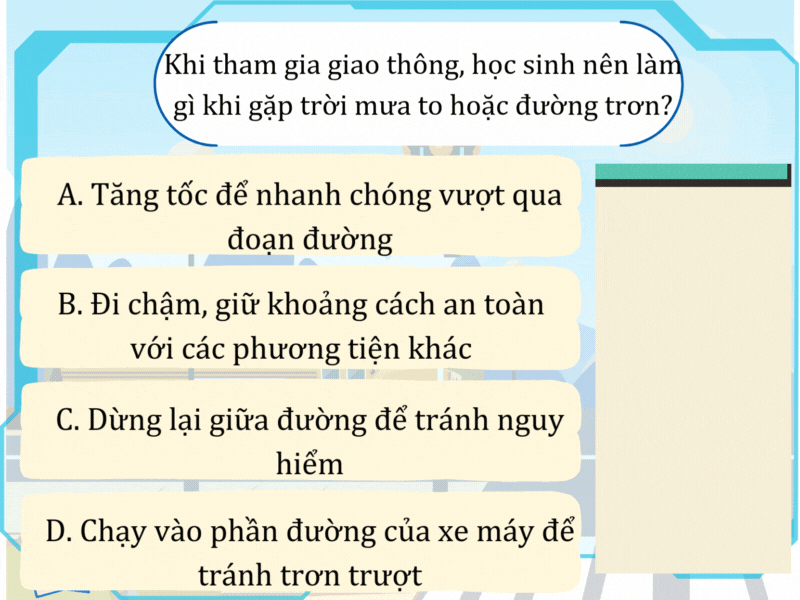 Khi tham gia giao thông, học sinh nên làm
gì khi gặp trời mưa to hoặc đường trơn?
A. Tăng tốc để nhanh chóng vượt qua
đoạn đường
B. Đi chậm, giữ khoảng cách an toàn
với các phương tiện khác
C. Dừng lại giữa đường để tránh nguy
hiểm
D. Chạy vào phần đường của xe máy để
tránh trơn trượt